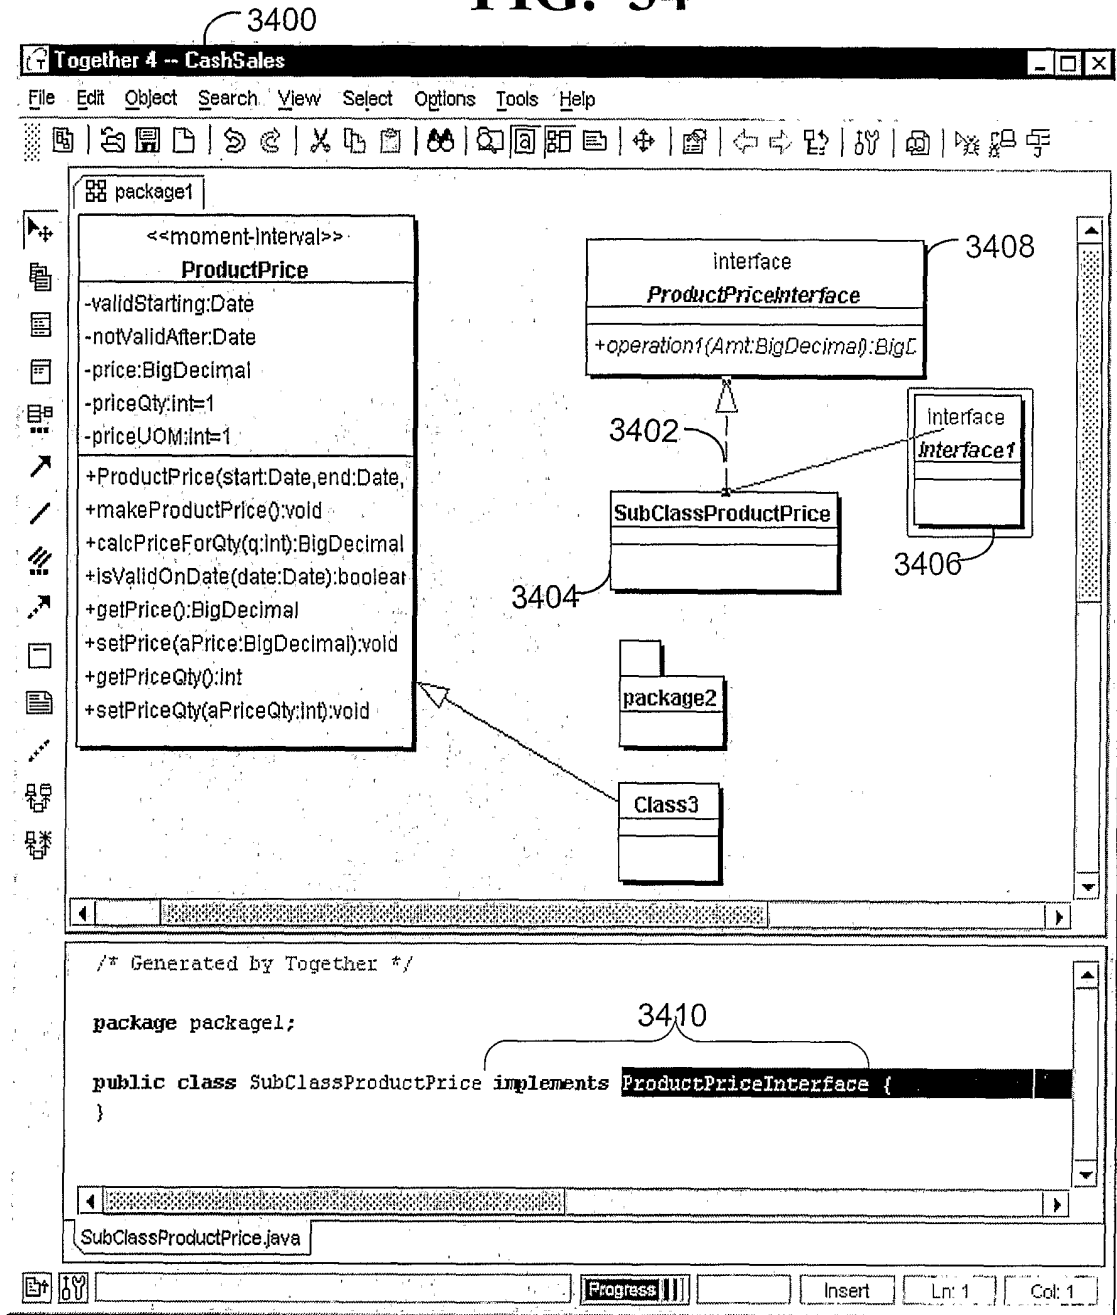 FIG. 34
3400
Together 4 -- CashSales
File Edit Object Search View Select Options Tools Help
package1
<<moment-interval>>
ProductPrice
-validStarting:Date
-notValidAfter:Date
-price:BigDecimal
-priceQty:int=1
-priceUOM:int=1
+ProductPrice(start:Date,end:Date,
+makeProductPrice():void
+calcPriceForQty(q:int):BigDecimal
+isValidOnDate(date:Date):boolear
+getPrice():BigDecimal
+setPrice(aPrice:BigDecimal):void
+getPriceQty():int
+setPriceQty(aPriceQty:int):void
3408
interface
ProductPriceInterface
+operation1(Amt:BigDecimal):BigD
3402
interface
Interface1
3406
SubClassProductPrice
3404
package2
Class3
/* Generated by Together */
package package1;
3410
public class SubClassProductPrice implements ProductPriceInterface {
}
SubClassProductPrice.java
Progress
Insert
Ln: 1
Col: 1